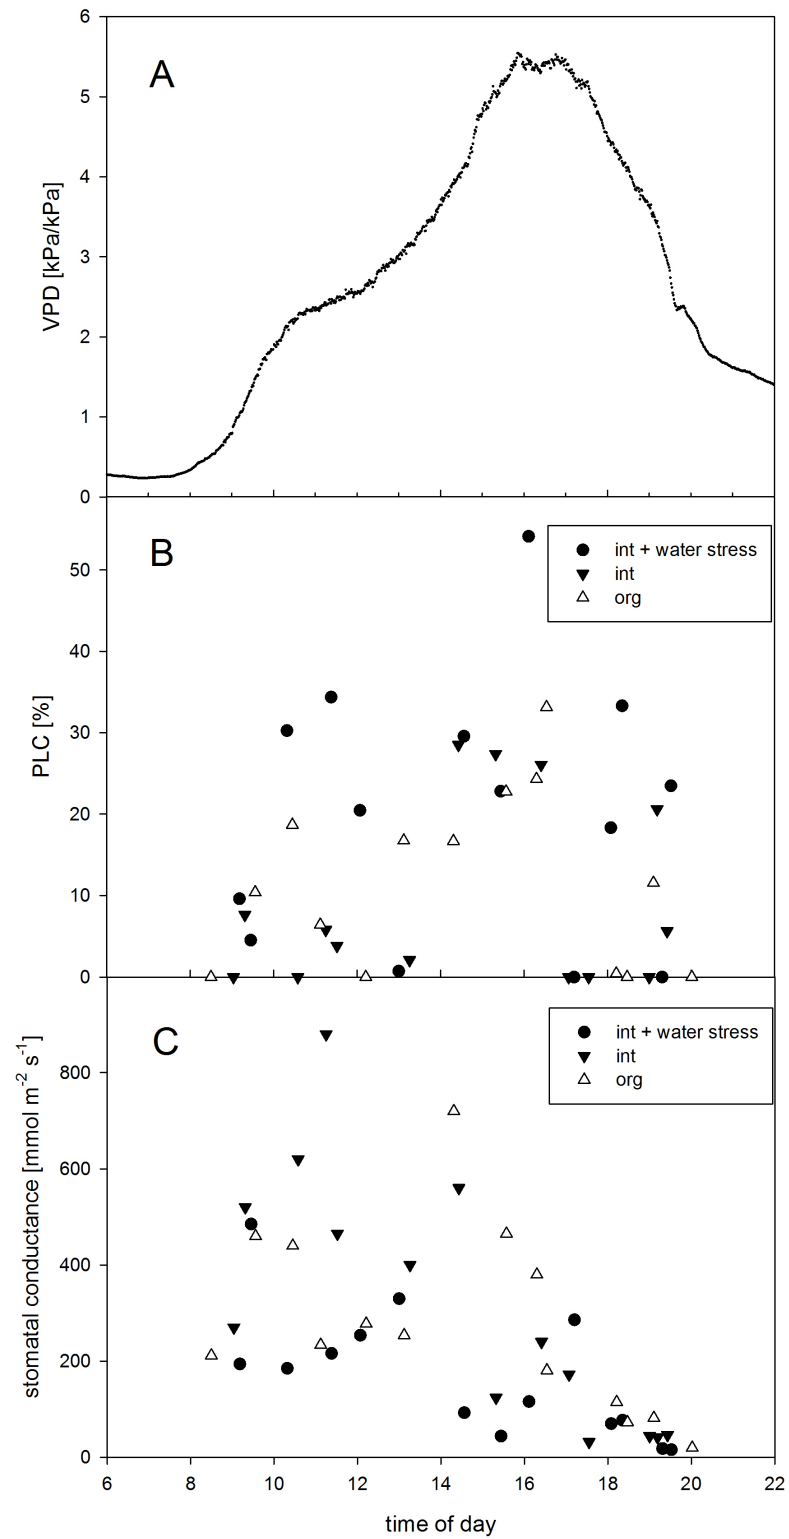 6
A
5
4
3
2
1
0
VPD [kPa/kPa]
B
int + water stress
int
org
50
40
30
20
10
0
PLC [%]
C
int + water stress
int
org
800
600
400
200
0
stomatal conductance [mmol m⁻² s⁻¹]
6 8 10 12 14 16 18 20 22
time of day